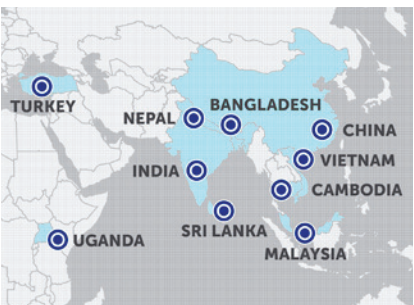 TURKEY
BANGLADESH
NEPAL
CHINA
VIETNAM
INDIA
CAMBODIA
SRI LANKA
UGANDA
MALAYSIA